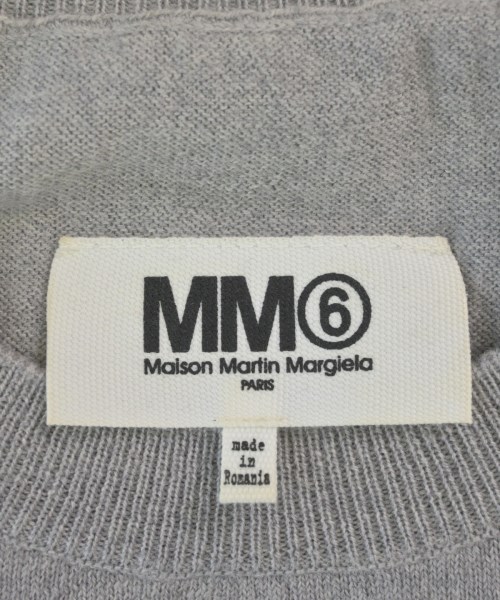 MM⑥
Maison Martin Margiela
PARIS
made
in
Romania